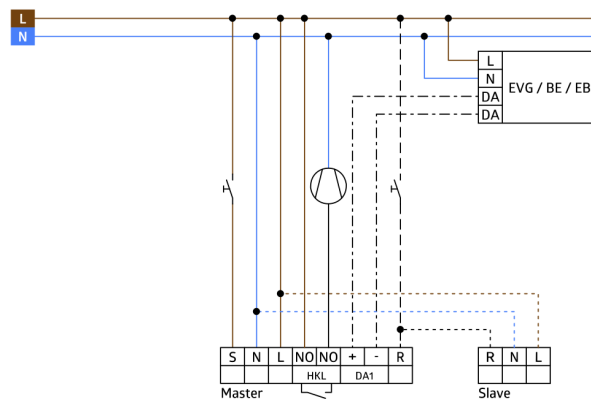 L
N
L
N
DA
DA
EVG / BE / EB
S N L NO NO + - R
HKL DA1
Master
R N L
Slave